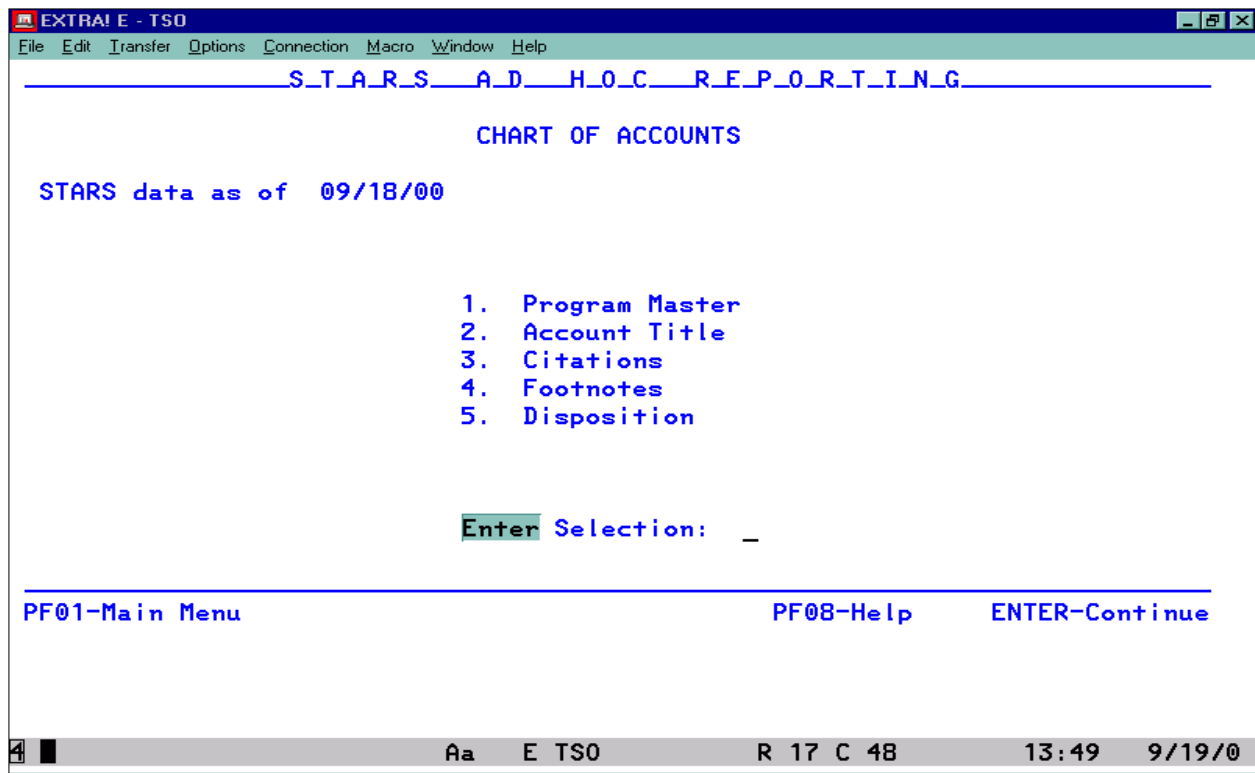 EXTRA! E - TSO
File Edit Transfer Options Connection Macro Window Help
S_T_A_R_S___A_D___H_O_C___R_E_P_O_R_T_I_N_G
CHART OF ACCOUNTS
STARS data as of 09/18/00
1. Program Master
2. Account Title
3. Citations
4. Footnotes
5. Disposition
Enter Selection: _
PF01-Main Menu PF08-Help ENTER-Continue
4 Aa E TSO R 17 C 48 13:49 9/19/0